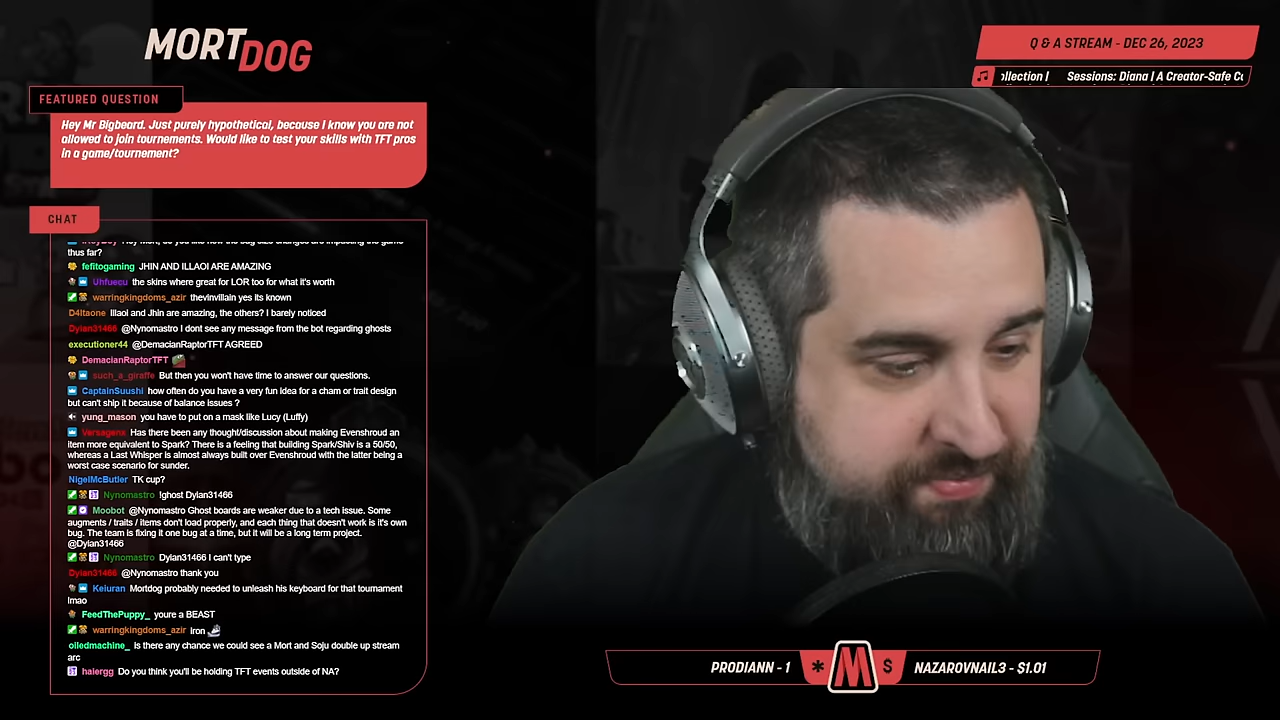 MORTDOG
Q & A STREAM - DEC 26, 2023
ollection | Sessions: Diana | A Creator-Safe
FEATURED QUESTION
Hey Mr Bigbeard. Just purely hypothetical, because I know you are not
allowed to join tournements. Would like to test your skills with TFT pros
in a game/tournement?
CHAT
thus far?
fefitogaming JHIN AND ILLAOI ARE AMAZING
Uhfuecu the skins where great for LOR too for what it's worth
warringkingdoms_azir thevinvillain yes its known
D4ltaone Illaoi and Jhin are amazing, the others? I barely noticed
Dylan31466 @Nynomastro I dont see any message from the bot regarding ghosts
executioner44 @DemacianRaptorTFT AGREED
DemacianRaptorTFT
such_a_giraffe But then you won't have time to answer our questions.
CaptainSuushi how often do you have a very fun idea for a cham or trait design
but can't ship it because of balance issues ?
yung_mason you have to put on a mask like Lucy (Luffy)
Versagenx Has there been any thought/discussion about making Evenshroud an
item more equivalent to Spark? There is a feeling that building Spark/Shiv is a 50/50,
whereas a Last Whisper is almost always built over Evenshroud with the latter being a
worst case scenario for sunder.
NigelMcButler TK cup?
Nynomastro !ghost Dylan31466
Moobot @Nynomastro Ghost boards are weaker due to a tech issue. Some
augments / traits / items don't load properly, and each thing that doesn't work is it's own
bug. The team is fixing it one bug at a time, but it will be a long term project.
@Dylan31466
Nynomastro Dylan31466 I can't type
Dylan31466 @Nynomastro thank you
Keiuran Mortdog probably needed to unleash his keyboard for that tournament
lmao
FeedThePuppy_ youre a BEAST
warringkingdoms_azir Iron
oiledmachine_ Is there any chance we could see a Mort and Soju double up stream
arc
haiergg Do you think you'll be holding TFT events outside of NA?
PRODIANN - 1 * M $ NAZAROVNAIL3 - $1.01